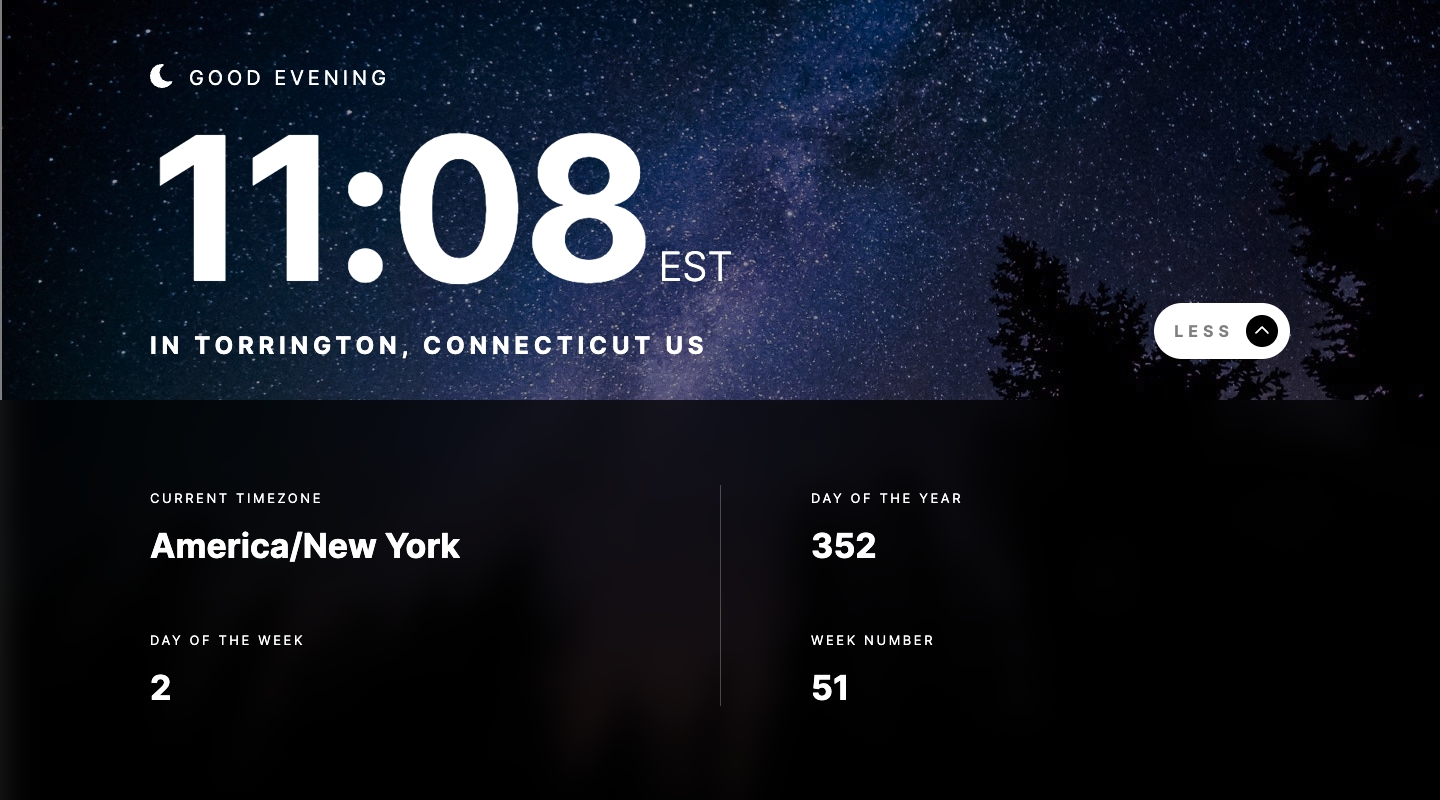 GOOD EVENING
11:08 EST
IN TORRINGTON, CONNECTICUT US
LESS
CURRENT TIMEZONE
America/New York
DAY OF THE YEAR
352
DAY OF THE WEEK
2
WEEK NUMBER
51